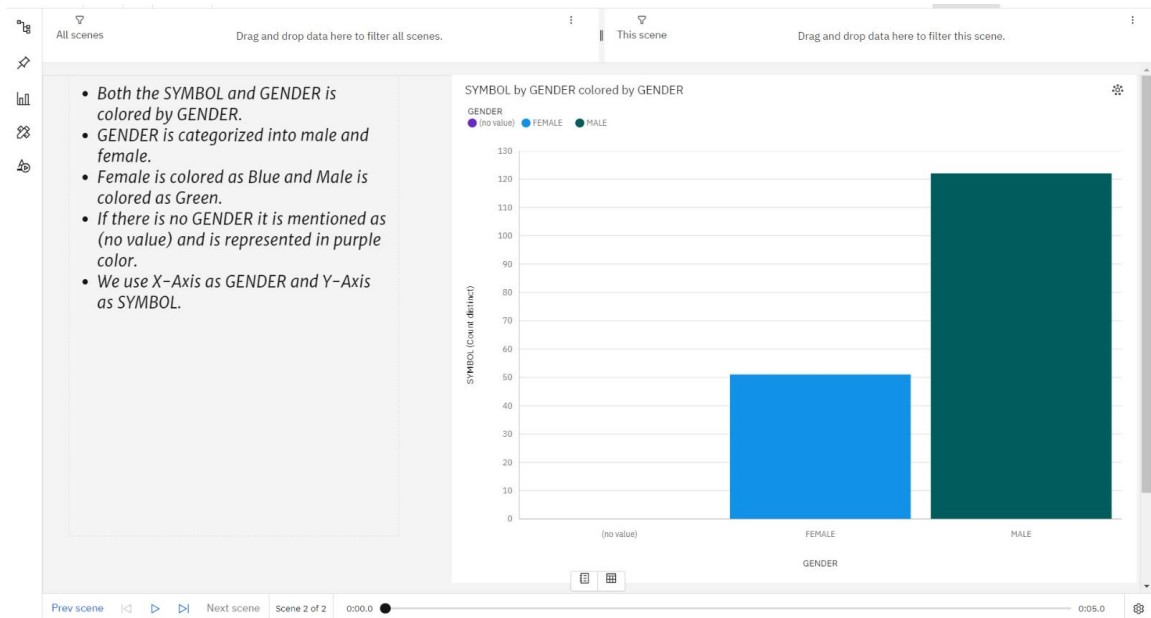 All scenes
Drag and drop data here to filter all scenes.
This scene
Drag and drop data here to filter this scene.
• Both the SYMBOL and GENDER is
colored by GENDER.
• GENDER is categorized into male and
female.
• Female is colored as Blue and Male is
colored as Green.
• If there is no GENDER it is mentioned as
(no value) and is represented in purple
color.
• We use X-Axis as GENDER and Y-Axis
as SYMBOL.
SYMBOL by GENDER colored by GENDER
GENDER
(no value) FEMALE MALE
130
120
110
100
90
80
70
60
50
40
30
20
10
0
SYMBOL (Count distinct)
(no value) FEMALE MALE
GENDER
Prev scene Next scene Scene 2 of 2 0:00.0 0:05.0